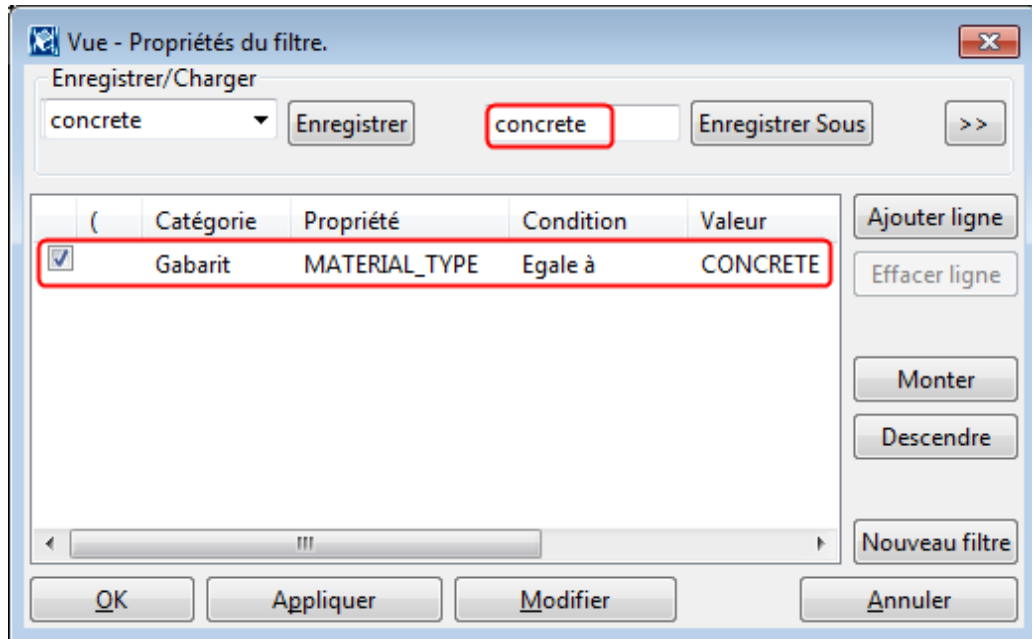 Vue - Propriétés du filtre.
Enregistrer/Charger
concrete Enregistrer concrete Enregistrer Sous >>
( Catégorie Propriété Condition Valeur Ajouter ligne
Gabarit MATERIAL_TYPE Egale à CONCRETE
Effacer ligne
Monter
Descendre
Nouveau filtre
OK Appliquer Modifier Annuler